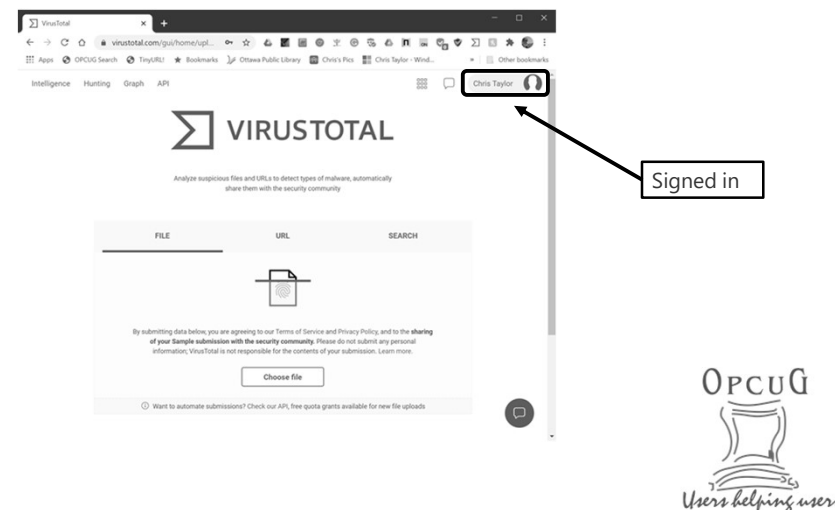 VirusTotal
virustotal.com/gui/home/upl...
Apps OPCUG Search TinyURL! Bookmarks Ottawa Public Library Chris's Pics Chris Taylor - Wind... » Other bookmarks
Intelligence Hunting Graph API Chris Taylor
VIRUSTOTAL
Signed in
Analyze suspicious files and URLs to detect types of malware, automatically
share them with the security community
FILE URL SEARCH
By submitting data below, you are agreeing to our Terms of Service and Privacy Policy, and to the sharing
of your Sample submission with the security community. Please do not submit any personal
information; VirusTotal is not responsible for the contents of your submission. Learn more.
Choose file
Want to automate submissions? Check our API, free quota grants available for new file uploads
OPCUG
Users helping user